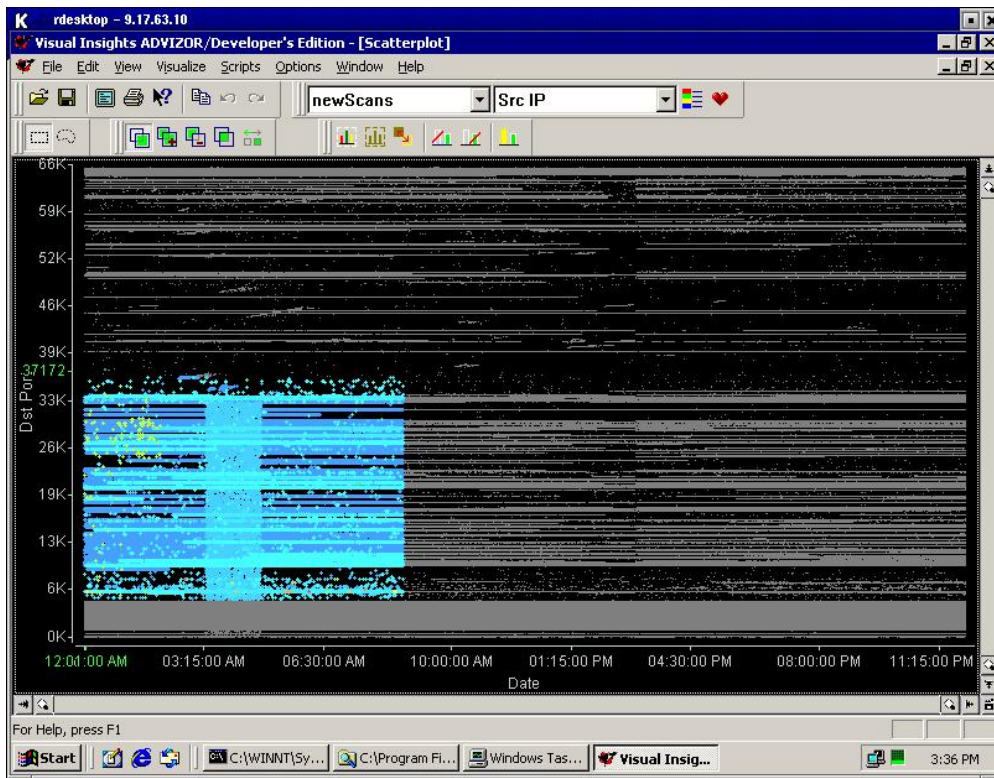 rdesktop - 9.17.63.10
Visual Insights ADVIZOR/Developer's Edition - [Scatterplot]
File Edit View Visualize Scripts Options Window Help
newScans Src IP
66K
59K
52K
46K
39K
37172
Dst Port
33K
26K
19K
13K
6K
0K
12:01:00 AM 03:15:00 AM 06:30:00 AM 10:00:00 AM 01:15:00 PM 04:30:00 PM 08:00:00 PM 11:15:00 PM
Date
For Help, press F1
Start C:\WINNT\Sy... C:\Program Fi... Windows Tas... Visual Insig... 3:36 PM